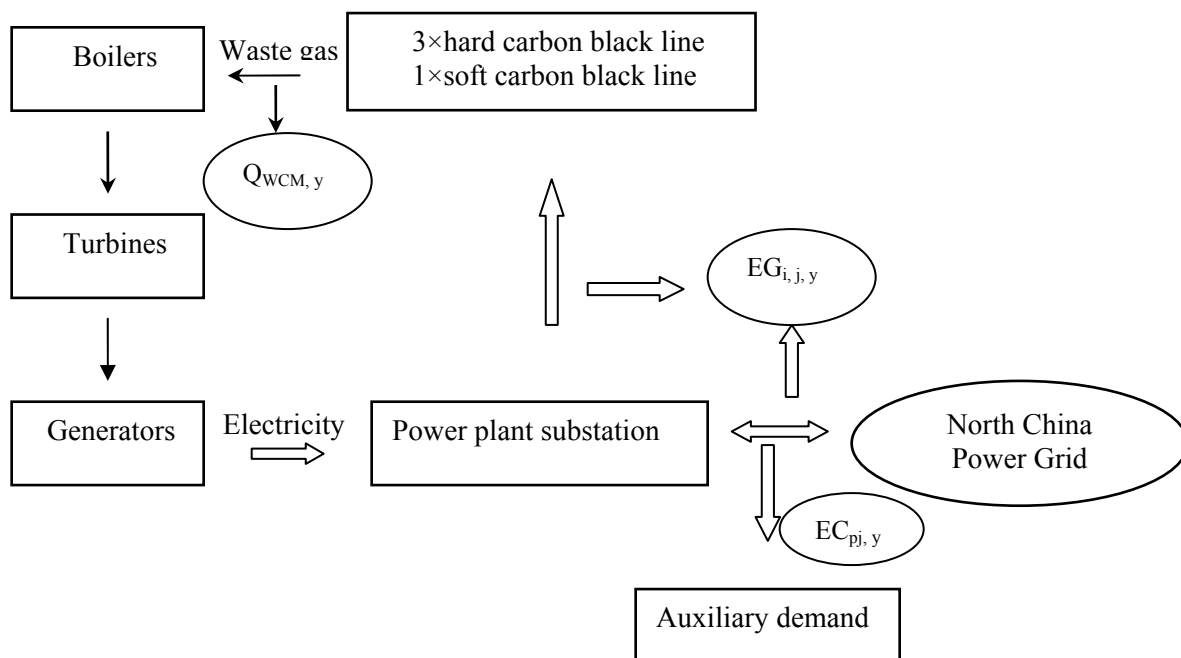 Boilers
Waste gas
3×hard carbon black line
1×soft carbon black line
QWCM, y
Turbines
EGi, j, y
Generators
Electricity
Power plant substation
North China
Power Grid
ECpj, y
Auxiliary demand